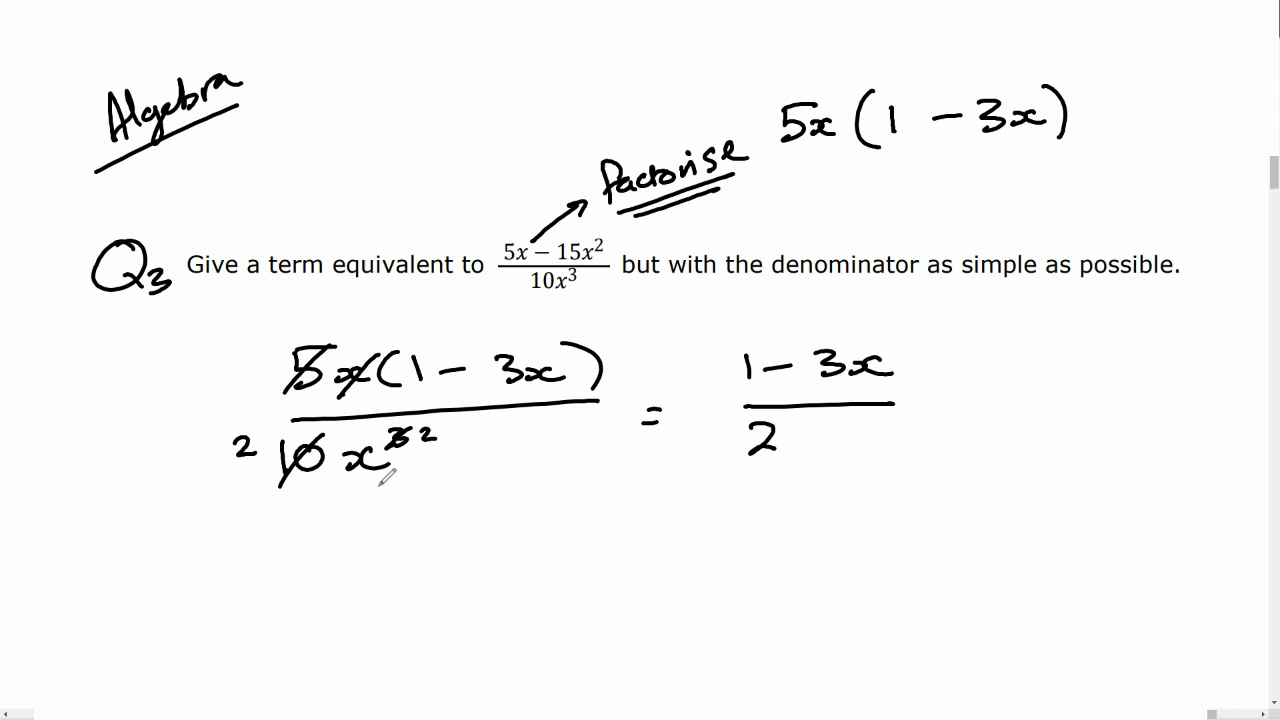 Algebra
5x (1 – 3x)
factorise
Q3 Give a term equivalent to (5x − 15x²)/(10x³) but with the denominator as simple as possible.
5x(1 – 3x) 1 – 3x
=
2 10 x³ 2 2